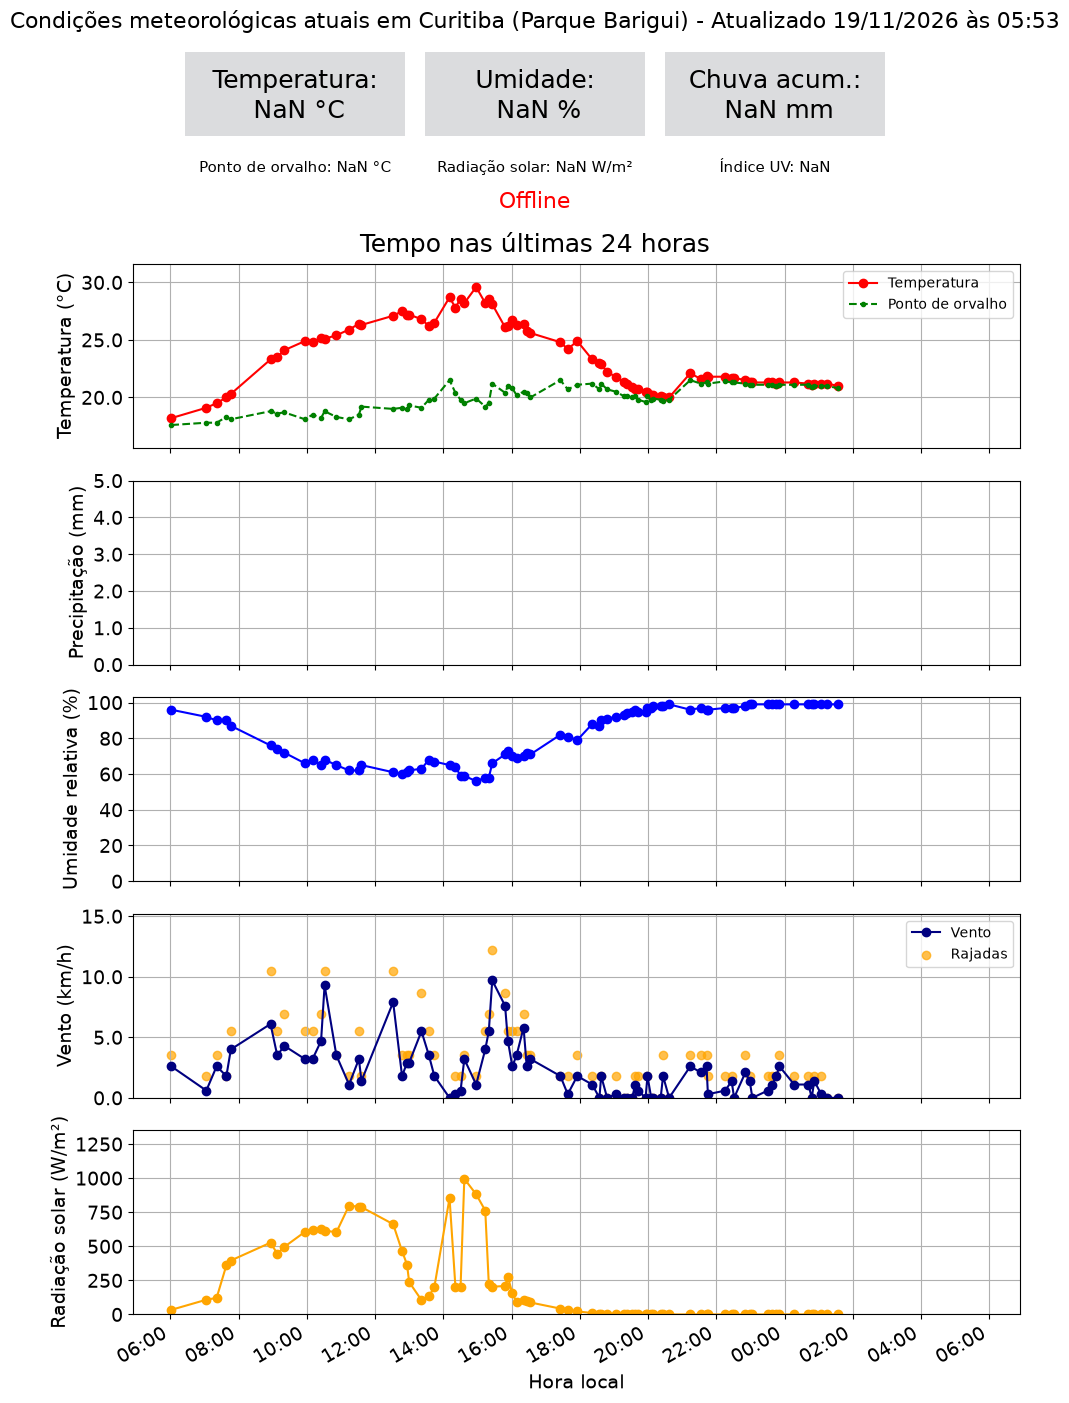 Condições meteorológicas atuais em Curitiba (Parque Barigui) - Atualizado 19/11/2026 às 05:53
Temperatura:
NaN °C
Umidade:
NaN %
Chuva acum.:
NaN mm
Ponto de orvalho: NaN °C
Radiação solar: NaN W/m²
Índice UV: NaN
Offline
Tempo nas últimas 24 horas
Temperatura (°C)
30.0
25.0
20.0
Temperatura
Ponto de orvalho
Precipitação (mm)
5.0
4.0
3.0
2.0
1.0
0.0
Umidade relativa (%)
100
80
60
40
20
0
Vento (km/h)
15.0
10.0
5.0
0.0
Vento
Rajadas
Radiação solar (W/m²)
1250
1000
750
500
250
0
06:00 08:00 10:00 12:00 14:00 16:00 18:00 20:00 22:00 00:00 02:00 04:00 06:00
Hora local